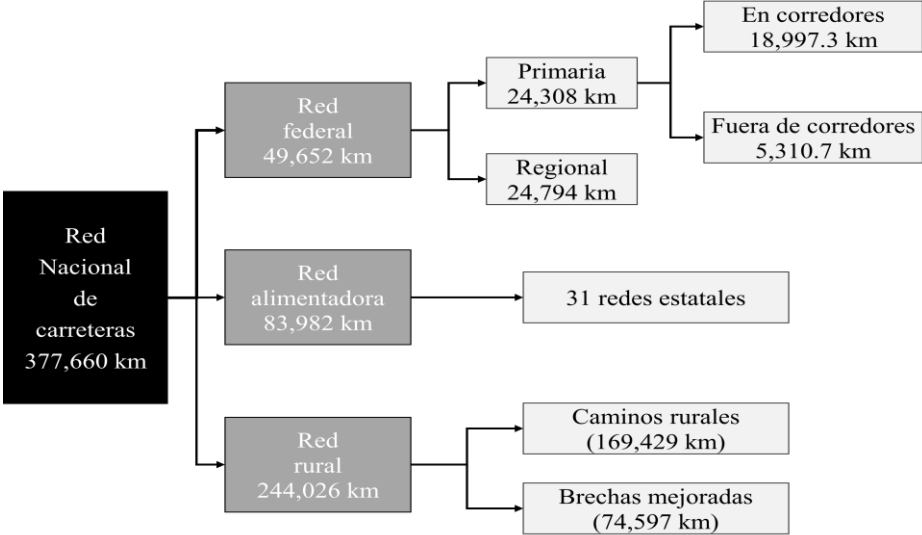 Red
Nacional
de
carreteras
377,660 km
Red
federal
49,652 km
Primaria
24,308 km
En corredores
18,997.3 km
Fuera de corredores
5,310.7 km
Regional
24,794 km
Red
alimentadora
83,982 km
31 redes estatales
Red
rural
244,026 km
Caminos rurales
(169,429 km)
Brechas mejoradas
(74,597 km)